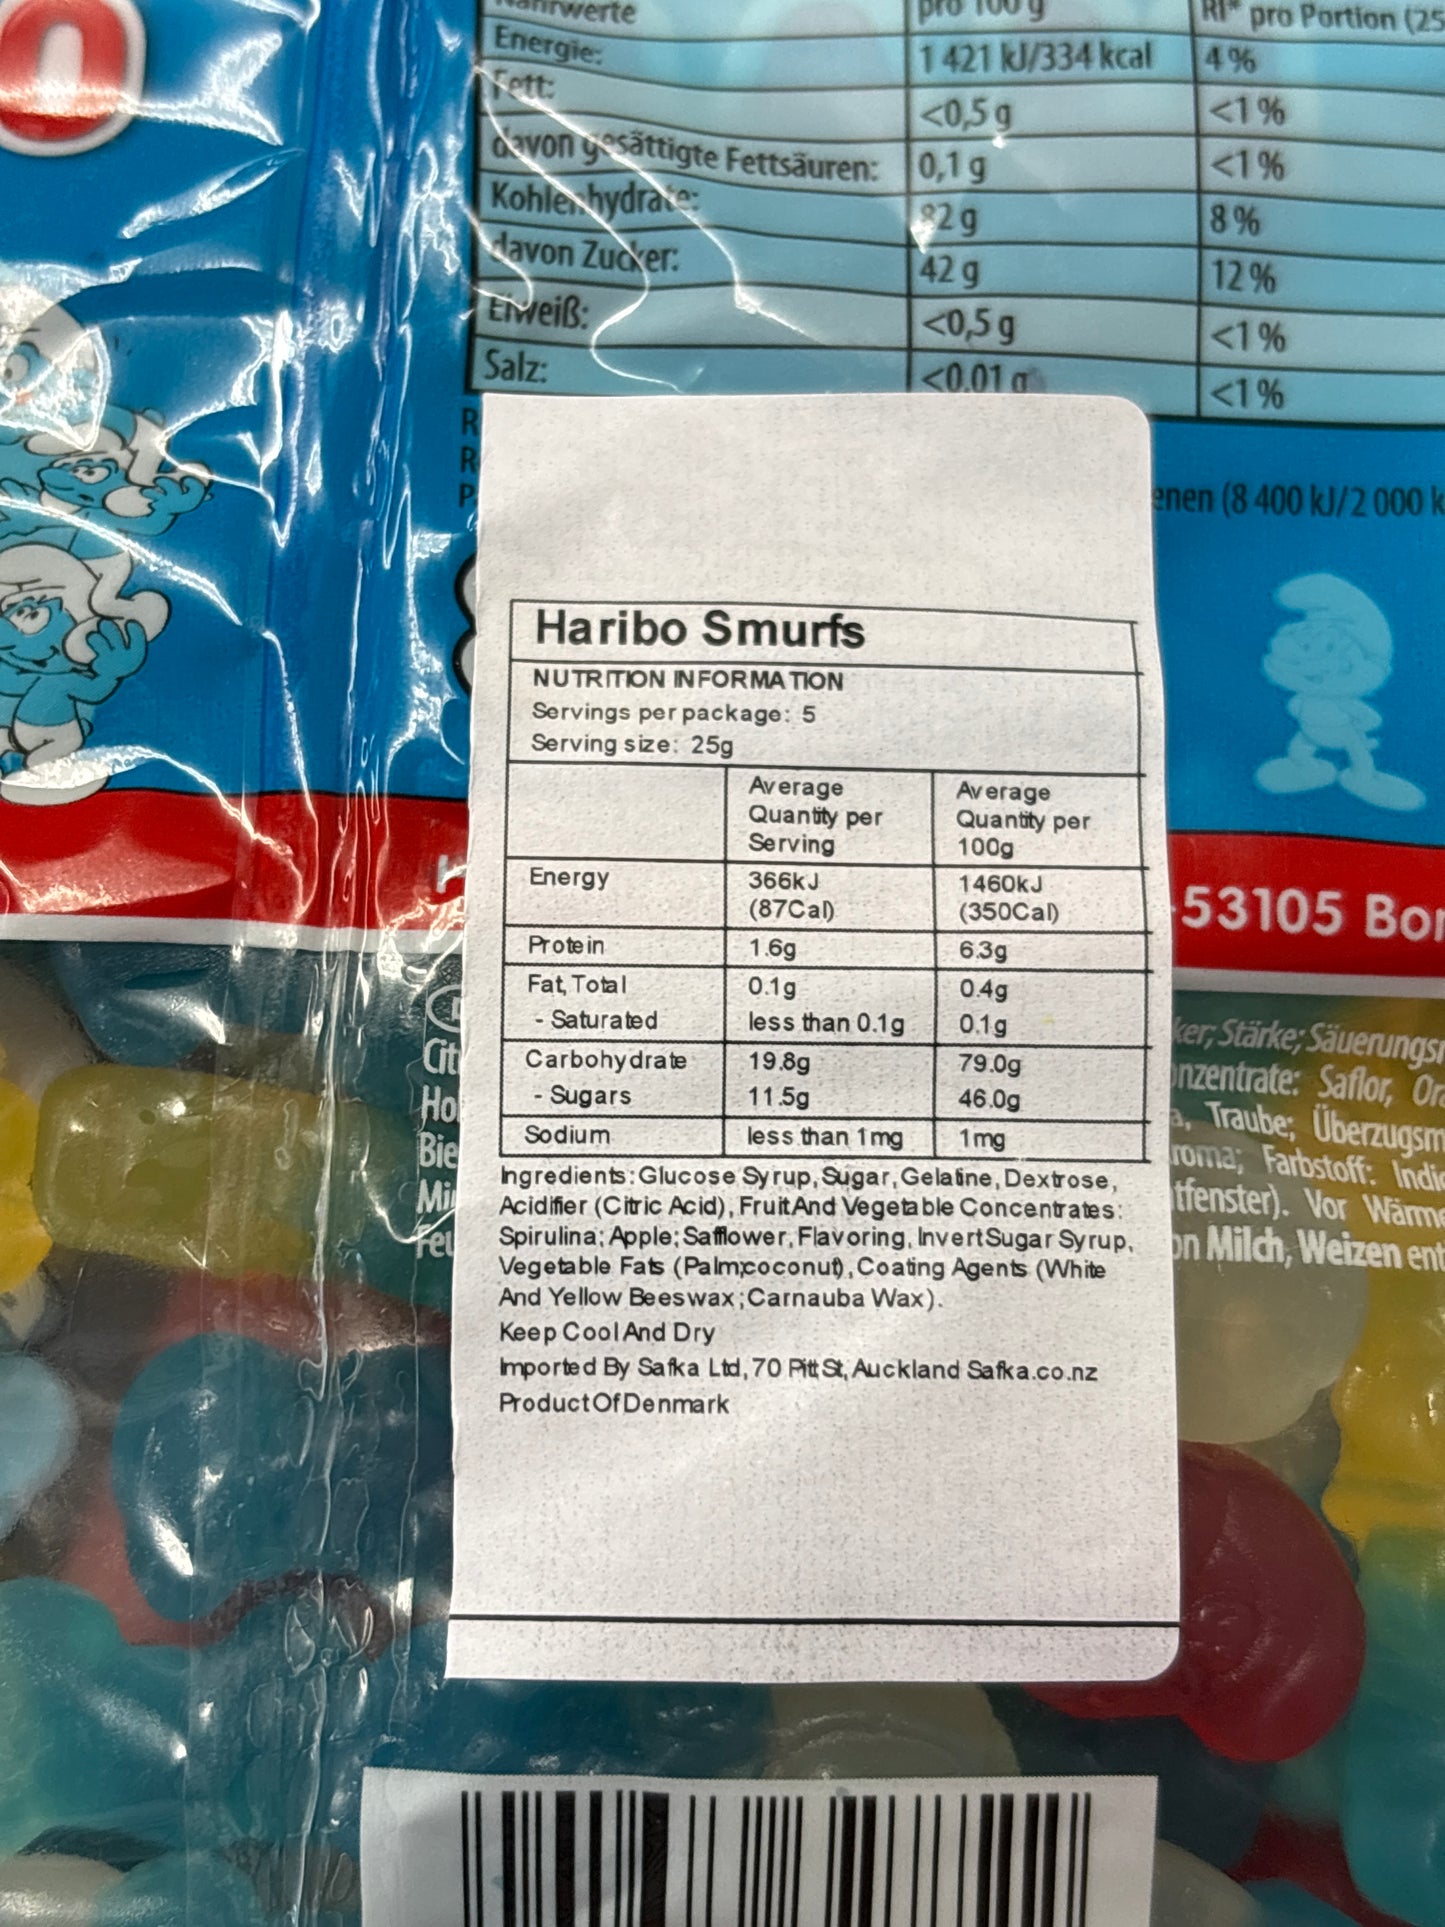 Nährwerte pro 100 g RI* pro Portion (25
Energie: 1 421 kJ/334 kcal 4 %
Fett: <0,5 g <1 %
davon gesättigte Fettsäuren: 0,1 g <1 %
Kohlenhydrate: 82 g 8 %
davon Zucker: 42 g 12 %
Eiweiß: <0,5 g <1 %
Salz: <0,01 g <1 %
enen (8 400 kJ/2 000 k
Haribo Smurfs
NUTRITION INFORMATION
Servings per package: 5
Serving size: 25g
Average Quantity per Serving
Average Quantity per 100g
Energy 366kJ (87Cal) 1460kJ (350Cal)
Protein 1.6g 6.3g
Fat, Total 0.1g 0.4g
- Saturated less than 0.1g 0.1g
Carbohydrate 19.8g 79.0g
- Sugars 11.5g 46.0g
Sodium less than 1mg 1mg
Ingredients: Glucose Syrup, Sugar, Gelatine, Dextrose,
Acidifier (Citric Acid), Fruit And Vegetable Concentrates:
Spirulina; Apple; Safflower, Flavoring, Invert Sugar Syrup,
Vegetable Fats (Palm;coconut), Coating Agents (White
And Yellow Beeswax; Carnauba Wax).
Keep Cool And Dry
Imported By Safka Ltd, 70 Pitt St, Auckland Safka.co.nz
Product Of Denmark
53105 Bon
Cit
Ho
Bie
Mi
Feu
ker; Stärke; Säuerungsm
nzentrate: Saflor, Ora
a, Traube; Überzugsm
roma; Farbstoff: Indig
tfenster). Vor Wärme
on Milch, Weizen ent